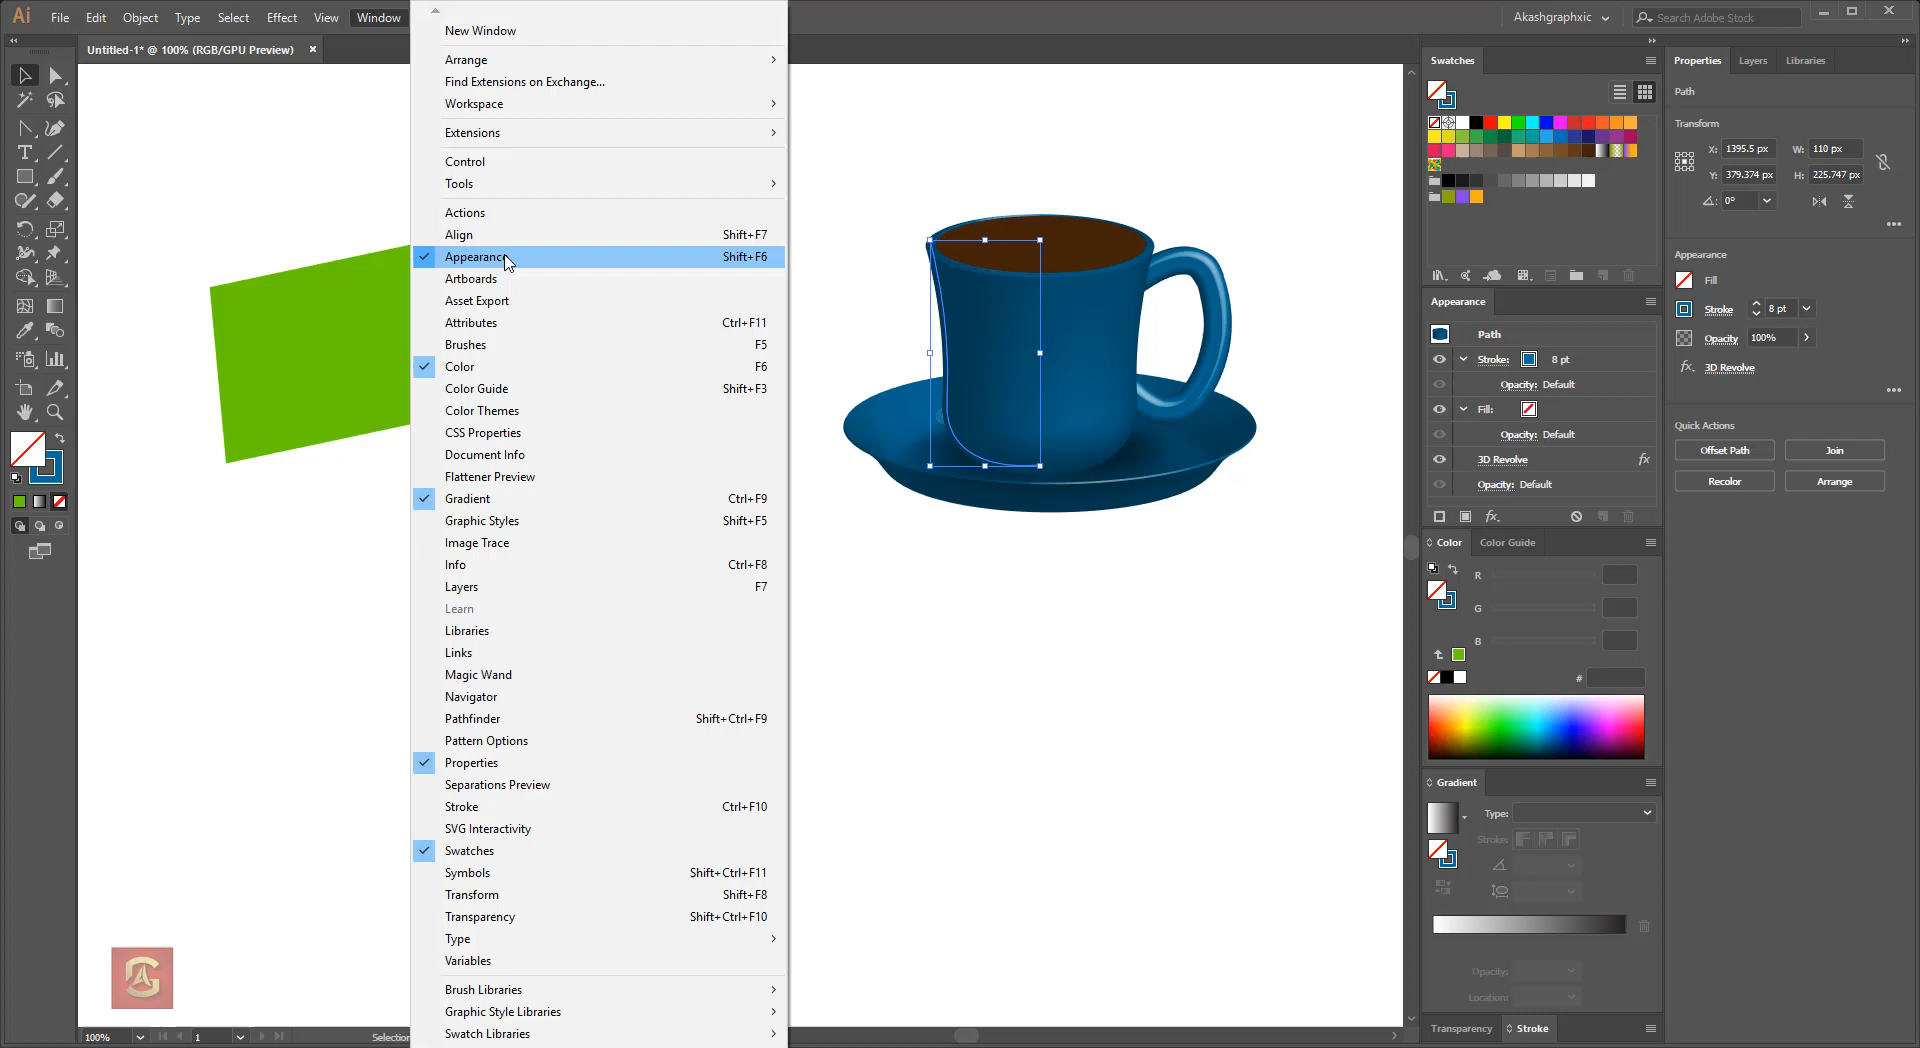 Ai File Edit Object Type Select Effect View Window
Akashgraphxic
Search Adobe Stock
Untitled-1* @ 100% (RGB/GPU Preview)
New Window
Arrange
Find Extensions on Exchange...
Workspace
Extensions
Control
Tools
Actions
Align Shift+F7
Appearance Shift+F6
Artboards
Asset Export
Attributes Ctrl+F11
Brushes F5
Color F6
Color Guide Shift+F3
Color Themes
CSS Properties
Document Info
Flattener Preview
Gradient Ctrl+F9
Graphic Styles Shift+F5
Image Trace
Info Ctrl+F8
Layers F7
Learn
Libraries
Links
Magic Wand
Navigator
Pathfinder Shift+Ctrl+F9
Pattern Options
Properties
Separations Preview
Stroke Ctrl+F10
SVG Interactivity
Swatches
Symbols Shift+Ctrl+F11
Transform Shift+F8
Transparency Shift+Ctrl+F10
Type
Variables
Brush Libraries
Graphic Style Libraries
Swatch Libraries
100% 1 Selection
Swatches
Appearance
Path
Stroke: 8 pt
Opacity: Default
Fill:
Opacity: Default
3D Revolve fx
Opacity: Default
fx
Color Color Guide
R
G
B
#
Gradient
Type:
Stroke:
Opacity:
Location:
Transparency Stroke
Properties Layers Libraries
Path
Transform
X: 1395.5 px W: 110 px
Y: 379.374 px H: 225.747 px
0°
Appearance
Fill
Stroke 8 pt
Opacity 100%
fx 3D Revolve
Quick Actions
Offset Path Join
Recolor Arrange